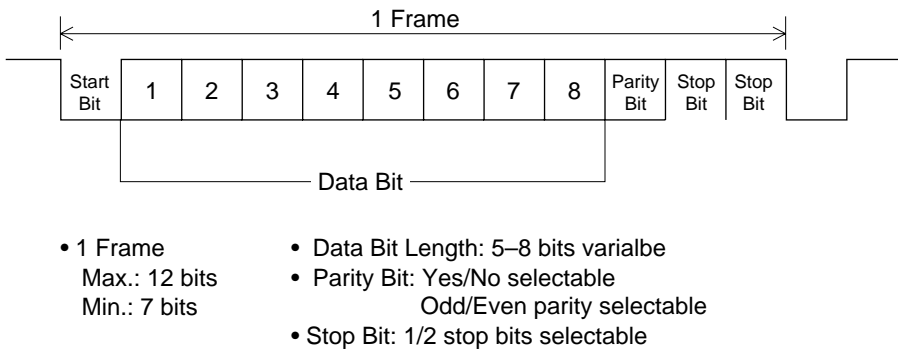 1 Frame
Start Bit 1 2 3 4 5 6 7 8 Parity Bit Stop Bit Stop Bit
Data Bit
• 1 Frame
Max.: 12 bits
Min.: 7 bits
• Data Bit Length: 5–8 bits varialbe
• Parity Bit: Yes/No selectable
Odd/Even parity selectable
• Stop Bit: 1/2 stop bits selectable